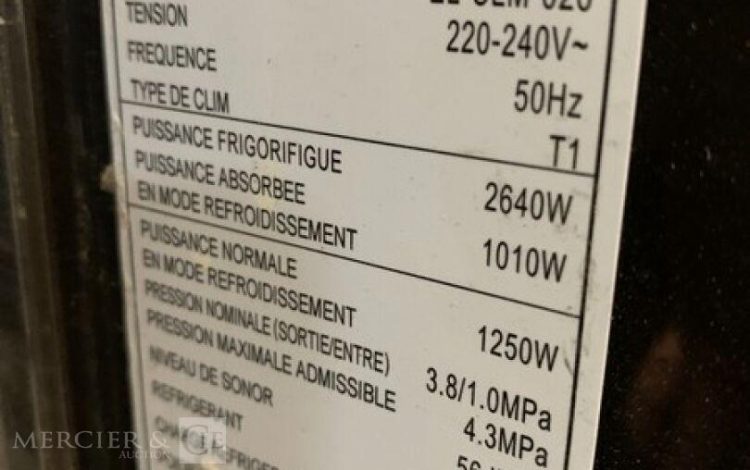 TENSION 220-240V~
FREQUENCE 50Hz
TYPE DE CLIM T1
PUISSANCE FRIGORIFIGUE 2640W
PUISSANCE ABSORBEE
EN MODE REFROIDISSEMENT 1010W
PUISSANCE NORMALE
EN MODE REFROIDISSEMENT 1250W
PRESSION NOMINALE (SORTIE/ENTRE) 3.8/1.0MPa
PRESSION MAXIMALE ADMISSIBLE 4.3MPa
NIVEAU DE SONOR
REFRIGERANT
MERCIER & CIE
AUCTION